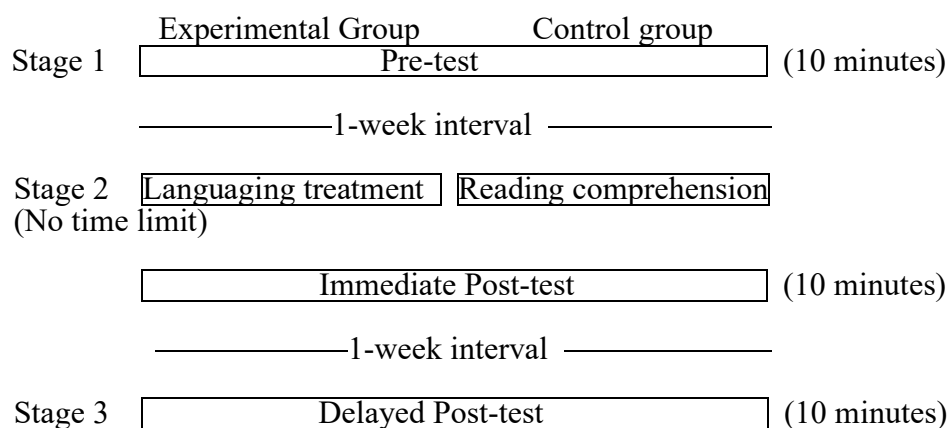 Experimental Group Control group
Stage 1 Pre-test (10 minutes)
1-week interval
Stage 2 Languaging treatment Reading comprehension
(No time limit)
Immediate Post-test (10 minutes)
1-week interval
Stage 3 Delayed Post-test (10 minutes)